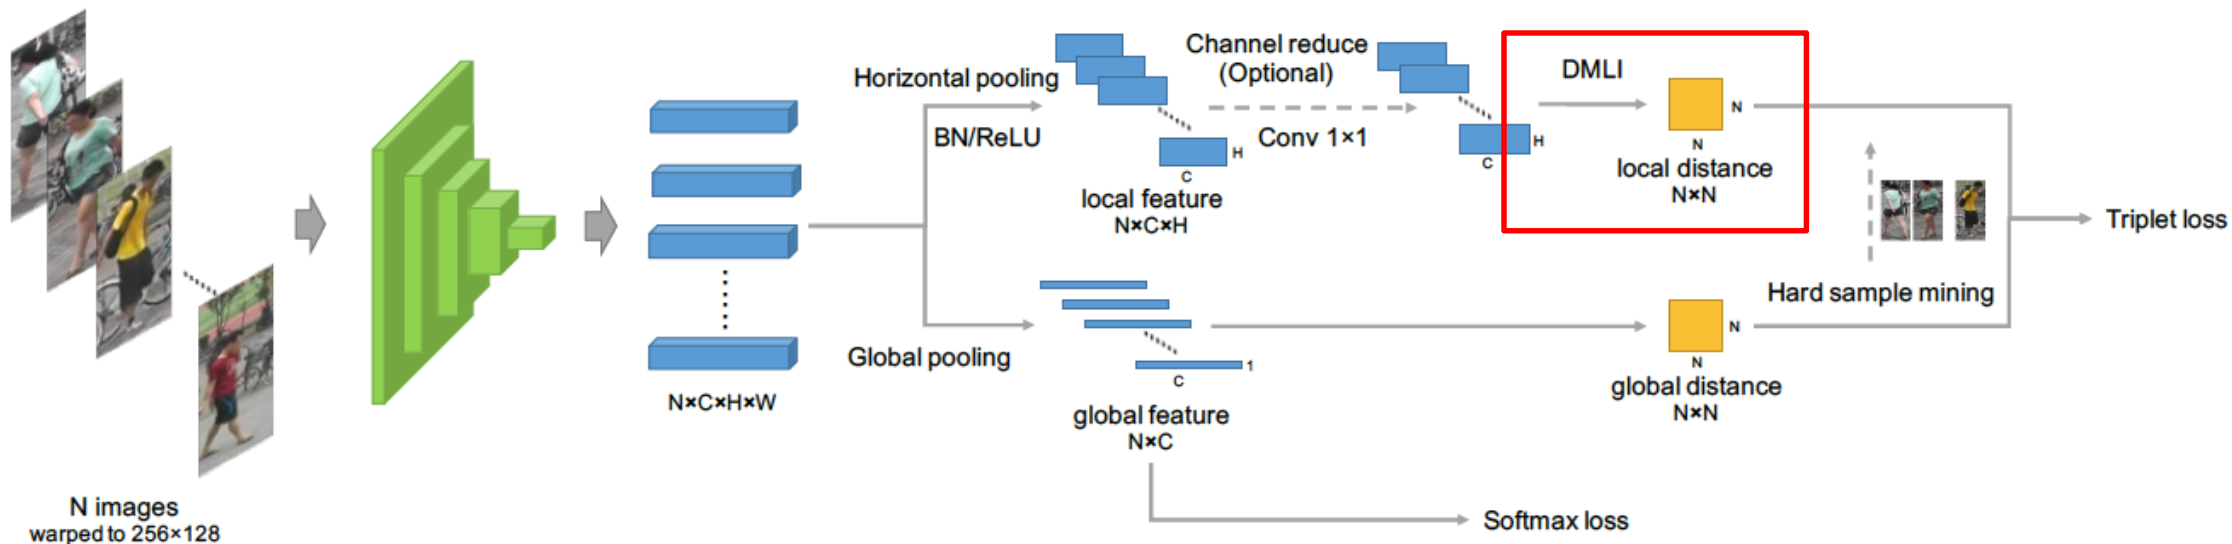 N images
warped to 256×128
N×C×H×W
Horizontal pooling
BN/ReLU
Global pooling
H
C
local feature
N×C×H
Channel reduce
(Optional)
Conv 1×1
H
C
DMLI
N
N
local distance
N×N
1
C
global feature
N×C
Hard sample mining
N
N
global distance
N×N
Triplet loss
Softmax loss